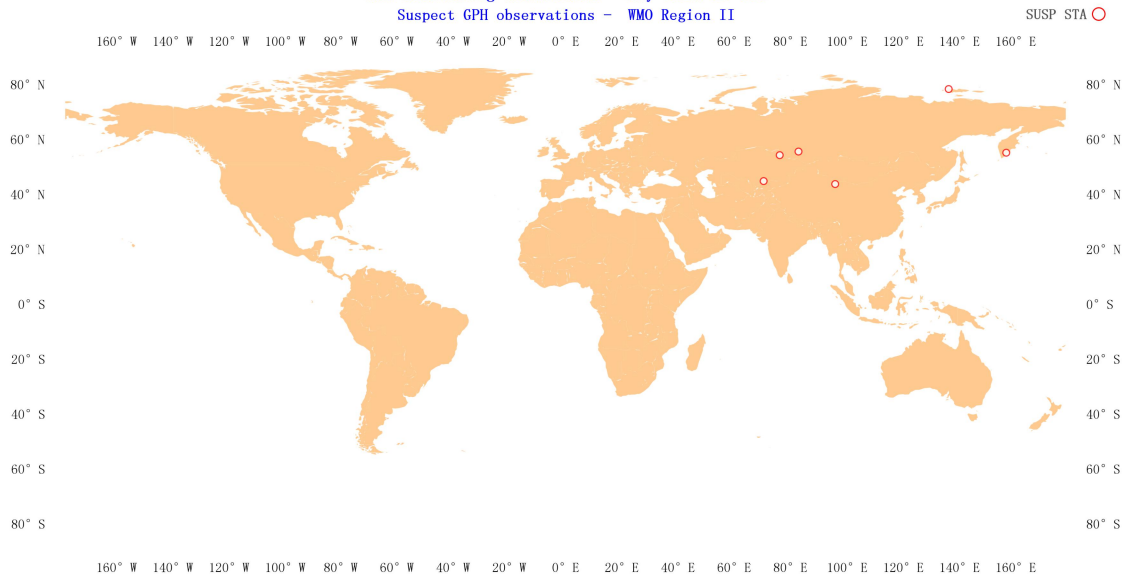 Suspect GPH observations - WMO Region II
SUSP STA
160° W 140° W 120° W 100° W 80° W 60° W 40° W 20° W 0° E 20° E 40° E 60° E 80° E 100° E 120° E 140° E 160° E
80° N 80° N
60° N 60° N
40° N 40° N
20° N 20° N
0° S 0° S
20° S 20° S
40° S 40° S
60° S 60° S
80° S 80° S
160° W 140° W 120° W 100° W 80° W 60° W 40° W 20° W 0° E 20° E 40° E 60° E 80° E 100° E 120° E 140° E 160° E